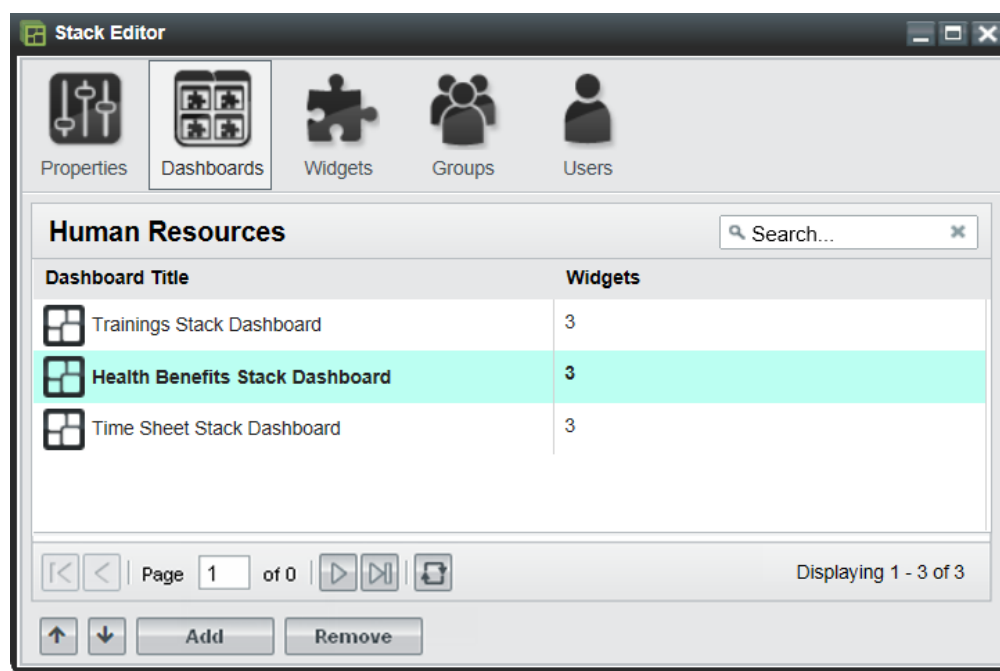 Stack Editor
Properties Dashboards Widgets Groups Users
Human Resources Search...
Dashboard Title Widgets
Trainings Stack Dashboard 3
Health Benefits Stack Dashboard 3
Time Sheet Stack Dashboard 3
Page 1 of 0 Displaying 1 - 3 of 3
Add Remove